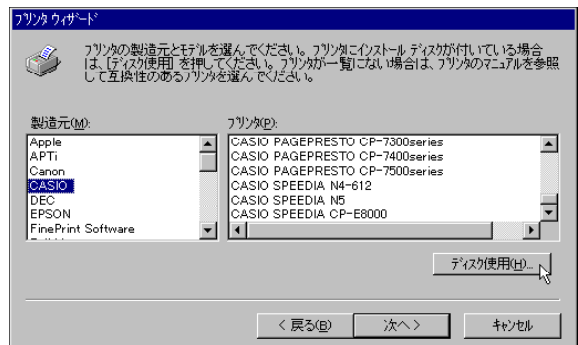 プリンタ ウィザード
プリンタの製造元とモデルを選んでください。プリンタにインストール ディスクが付いている場合
は、[ディスク使用] を押してください。プリンタが一覧にない場合は、プリンタのマニュアルを参照
して互換性のあるプリンタを選んでください。
製造元(M):
プリンタ(P):
Apple
APTi
Canon
CASIO
DEC
EPSON
FinePrint Software
CASIO PAGEPRESTO CP-7300series
CASIO PAGEPRESTO CP-7400series
CASIO PAGEPRESTO CP-7500series
CASIO SPEEDIA N4-612
CASIO SPEEDIA N5
CASIO SPEEDIA CP-E8000
ディスク使用(H)...
< 戻る(B)
次へ >
キャンセル